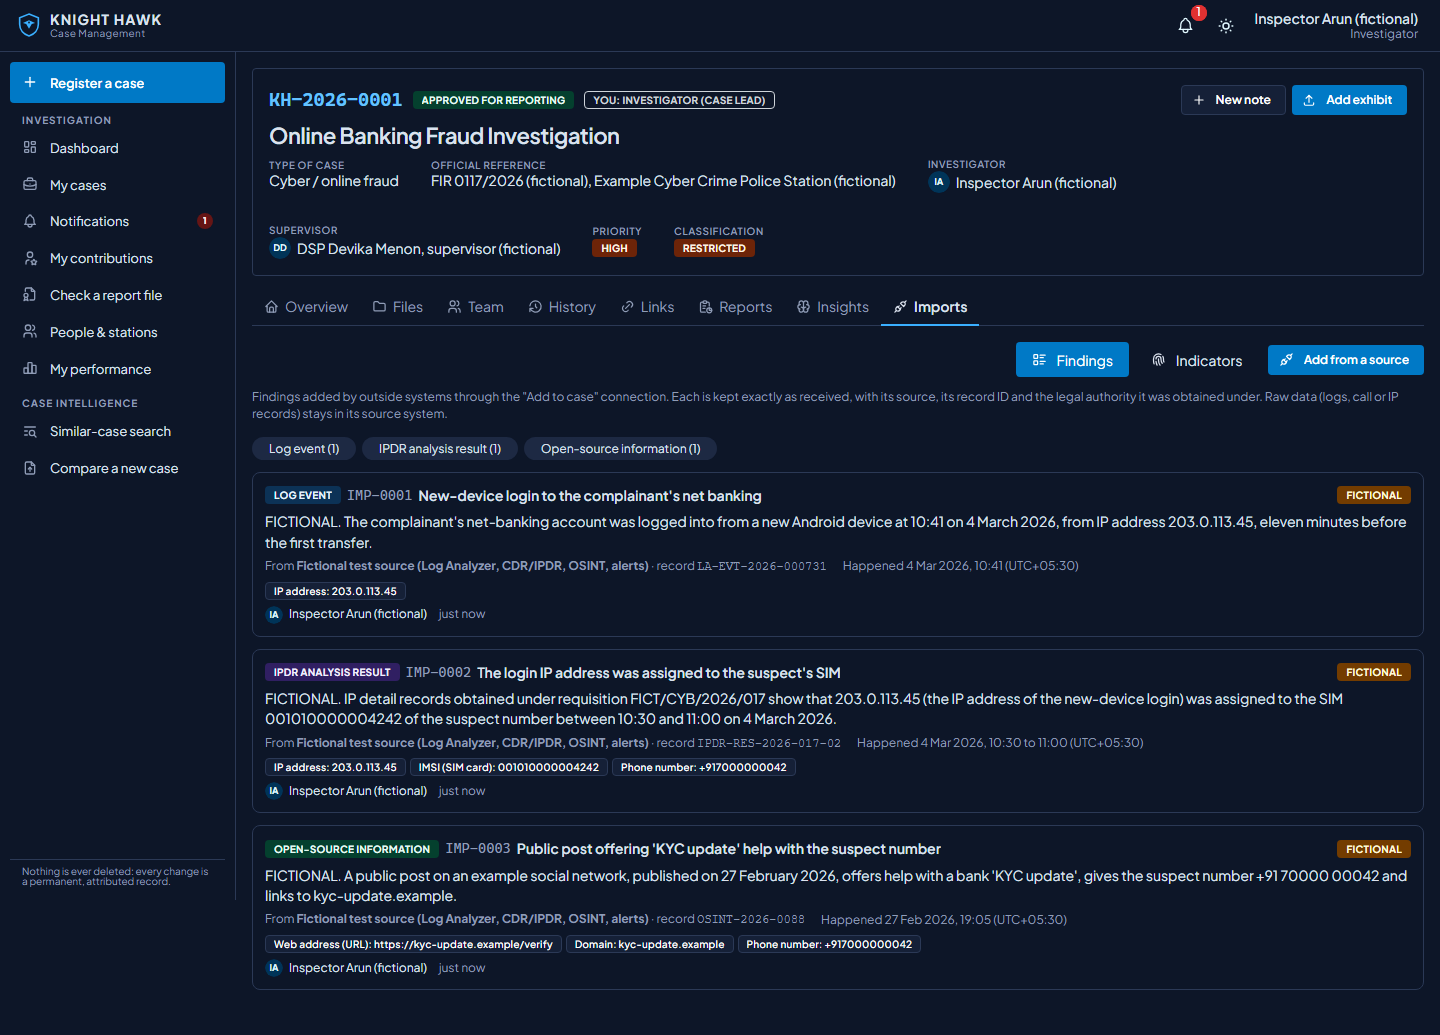 KNIGHT HAWK
Case Management
1
Inspector Arun (fictional)
Investigator
Register a case
INVESTIGATION
Dashboard
My cases
Notifications
1
My contributions
Check a report file
People & stations
My performance
CASE INTELLIGENCE
Similar-case search
Compare a new case
Nothing is ever deleted: every change is
a permanent, attributed record.
KH-2026-0001 APPROVED FOR REPORTING YOU: INVESTIGATOR (CASE LEAD)
New note
Add exhibit
Online Banking Fraud Investigation
TYPE OF CASE
Cyber / online fraud
OFFICIAL REFERENCE
FIR 0117/2026 (fictional), Example Cyber Crime Police Station (fictional)
INVESTIGATOR
IA Inspector Arun (fictional)
SUPERVISOR
DD DSP Devika Menon, supervisor (fictional)
PRIORITY
HIGH
CLASSIFICATION
RESTRICTED
Overview Files Team History Links Reports Insights Imports
Findings Indicators Add from a source
Findings added by outside systems through the "Add to case" connection. Each is kept exactly as received, with its source, its record ID and the legal authority it was obtained under. Raw data (logs, call or IP
records) stays in its source system.
Log event (1) IPDR analysis result (1) Open-source information (1)
LOG EVENT IMP-0001 New-device login to the complainant's net banking FICTIONAL
FICTIONAL. The complainant's net-banking account was logged into from a new Android device at 10:41 on 4 March 2026, from IP address 203.0.113.45, eleven minutes before
the first transfer.
From Fictional test source (Log Analyzer, CDR/IPDR, OSINT, alerts) · record LA-EVT-2026-000731 Happened 4 Mar 2026, 10:41 (UTC+05:30)
IP address: 203.0.113.45
IA Inspector Arun (fictional) just now
IPDR ANALYSIS RESULT IMP-0002 The login IP address was assigned to the suspect's SIM FICTIONAL
FICTIONAL. IP detail records obtained under requisition FICT/CYB/2026/017 show that 203.0.113.45 (the IP address of the new-device login) was assigned to the SIM
001010000004242 of the suspect number between 10:30 and 11:00 on 4 March 2026.
From Fictional test source (Log Analyzer, CDR/IPDR, OSINT, alerts) · record IPDR-RES-2026-017-02 Happened 4 Mar 2026, 10:30 to 11:00 (UTC+05:30)
IP address: 203.0.113.45 IMSI (SIM card): 001010000004242 Phone number: +917000000042
IA Inspector Arun (fictional) just now
OPEN-SOURCE INFORMATION IMP-0003 Public post offering 'KYC update' help with the suspect number FICTIONAL
FICTIONAL. A public post on an example social network, published on 27 February 2026, offers help with a bank 'KYC update', gives the suspect number +91 70000 00042 and
links to kyc-update.example.
From Fictional test source (Log Analyzer, CDR/IPDR, OSINT, alerts) · record OSINT-2026-0088 Happened 27 Feb 2026, 19:05 (UTC+05:30)
Web address (URL): https://kyc-update.example/verify Domain: kyc-update.example Phone number: +917000000042
IA Inspector Arun (fictional) just now